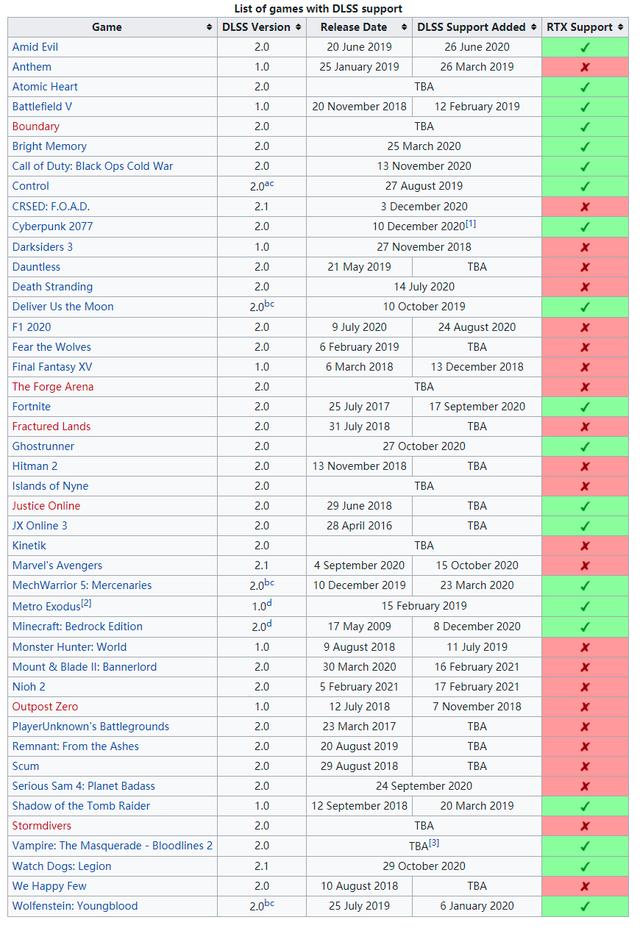 List of games with DLSS support
Game DLSS Version Release Date DLSS Support Added RTX Support
Amid Evil 2.0 20 June 2019 26 June 2020 ✓
Anthem 1.0 25 January 2019 26 March 2019 ✘
Atomic Heart 2.0 TBA ✓
Battlefield V 1.0 20 November 2018 12 February 2019 ✓
Boundary 2.0 TBA ✓
Bright Memory 2.0 25 March 2020 ✓
Call of Duty: Black Ops Cold War 2.0 13 November 2020 ✓
Control 2.0ac 27 August 2019 ✓
CRSED: F.O.A.D. 2.1 3 December 2020 ✘
Cyberpunk 2077 2.0 10 December 2020[1] ✓
Darksiders 3 1.0 27 November 2018 ✘
Dauntless 2.0 21 May 2019 TBA ✘
Death Stranding 2.0 14 July 2020 ✘
Deliver Us the Moon 2.0bc 10 October 2019 ✓
F1 2020 2.0 9 July 2020 24 August 2020 ✘
Fear the Wolves 2.0 6 February 2019 TBA ✘
Final Fantasy XV 1.0 6 March 2018 13 December 2018 ✘
The Forge Arena 2.0 TBA ✘
Fortnite 2.0 25 July 2017 17 September 2020 ✓
Fractured Lands 2.0 31 July 2018 TBA ✘
Ghostrunner 2.0 27 October 2020 ✓
Hitman 2 2.0 13 November 2018 TBA ✘
Islands of Nyne 2.0 TBA ✘
Justice Online 2.0 29 June 2018 TBA ✓
JX Online 3 2.0 28 April 2016 TBA ✓
Kinetik 2.0 TBA ✘
Marvel's Avengers 2.1 4 September 2020 15 October 2020 ✘
MechWarrior 5: Mercenaries 2.0bc 10 December 2019 23 March 2020 ✓
Metro Exodus[2] 1.0d 15 February 2019 ✓
Minecraft: Bedrock Edition 2.0d 17 May 2009 8 December 2020 ✓
Monster Hunter: World 1.0 9 August 2018 11 July 2019 ✘
Mount & Blade II: Bannerlord 2.0 30 March 2020 16 February 2021 ✘
Nioh 2 2.0 5 February 2021 17 February 2021 ✘
Outpost Zero 1.0 12 July 2018 7 November 2018 ✘
PlayerUnknown's Battlegrounds 2.0 23 March 2017 TBA ✘
Remnant: From the Ashes 2.0 20 August 2019 TBA ✘
Scum 2.0 29 August 2018 TBA ✘
Serious Sam 4: Planet Badass 2.0 24 September 2020 ✘
Shadow of the Tomb Raider 1.0 12 September 2018 20 March 2019 ✓
Stormdivers 2.0 TBA ✘
Vampire: The Masquerade - Bloodlines 2 2.0 TBA[3] ✓
Watch Dogs: Legion 2.1 29 October 2020 ✓
We Happy Few 2.0 10 August 2018 TBA ✘
Wolfenstein: Youngblood 2.0bc 25 July 2019 6 January 2020 ✓